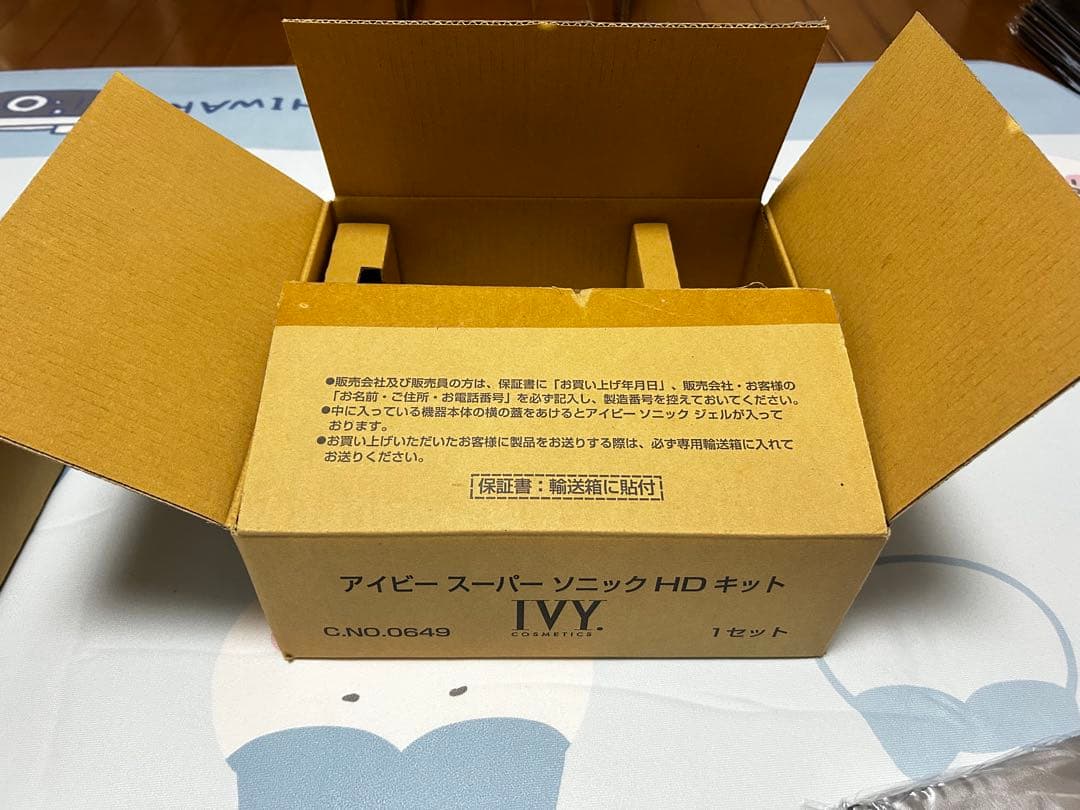 ●販売会社及び販売員の方は、保証書に「お買い上げ年月日」、販売会社・お客様の
「お名前・ご住所・お電話番号」を必ず記入し、製造番号を控えておいてください。
●中に入っている機器本体の横の蓋をあけるとアイビー ソニック ジェルが入って
おります。
●お買い上げいただいたお客様に製品をお送りする際は、必ず専用輸送箱に入れて
お送りください。
保証書：輸送箱に貼付
アイビー スーパー ソニック HD キット
IVY.
COSMETICS
C.NO.0649
1セット